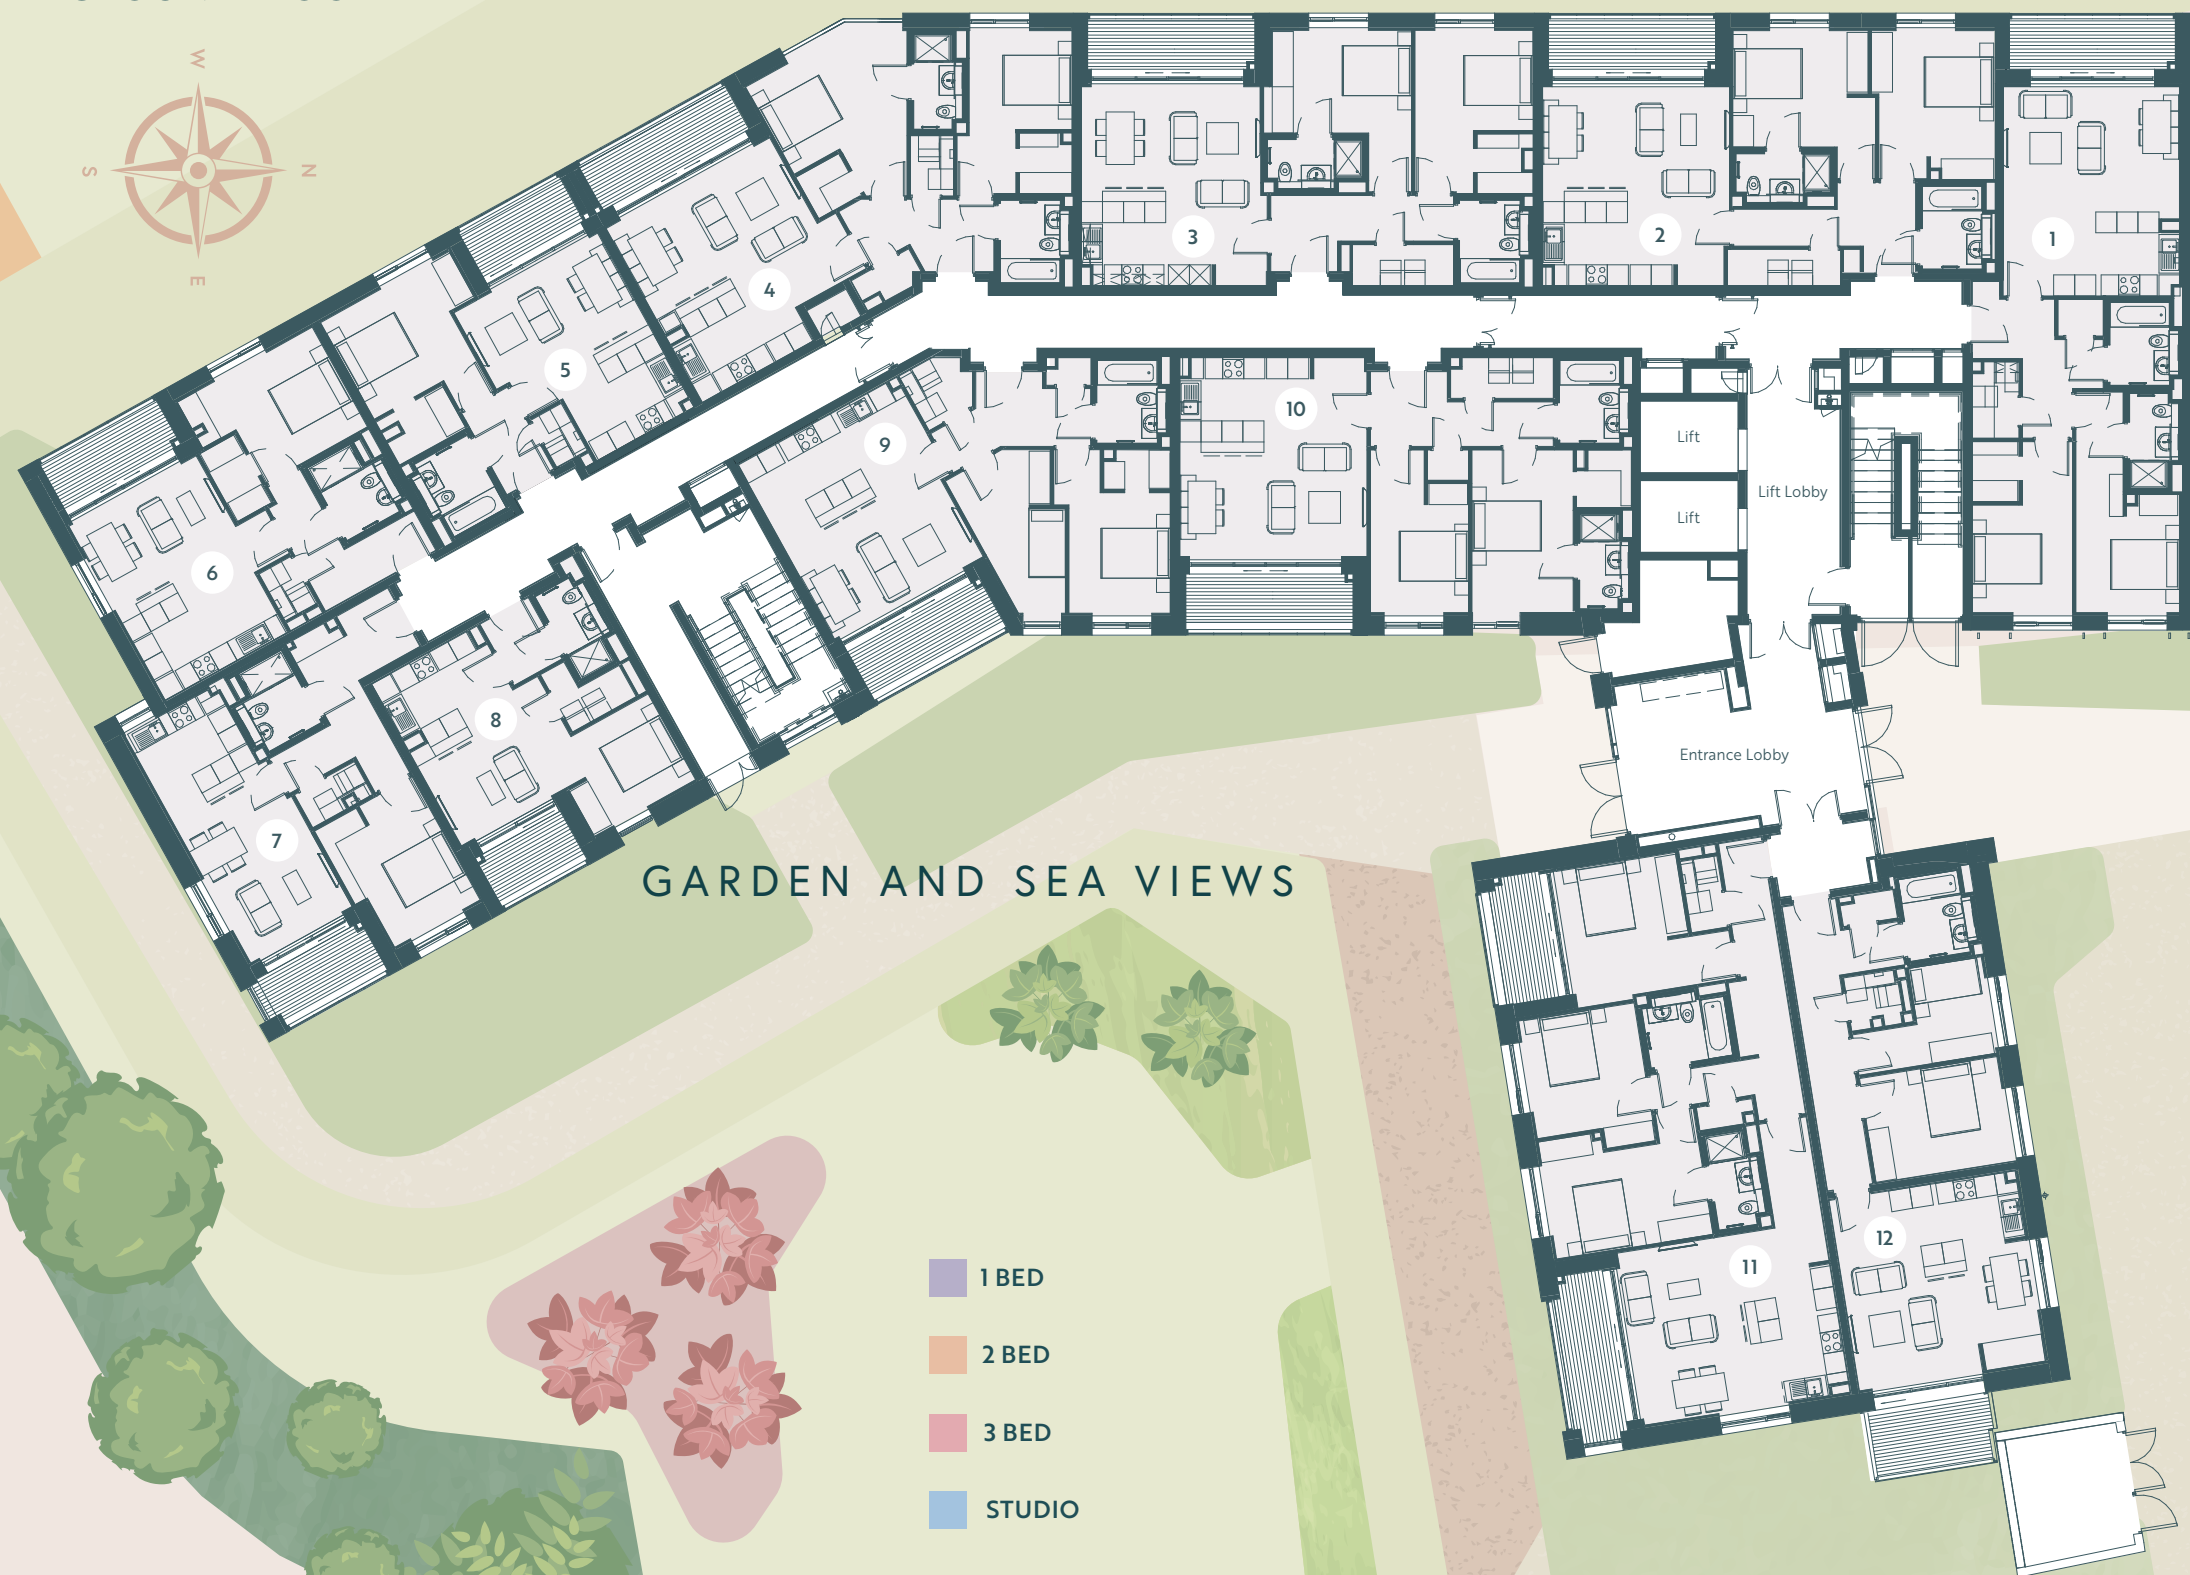 W
N
S
E
1
2
3
4
5
6
7
8
9
10
Lift
Lift
Lift Lobby
Entrance Lobby
GARDEN AND SEA VIEWS
11
12
1 BED
2 BED
3 BED
STUDIO